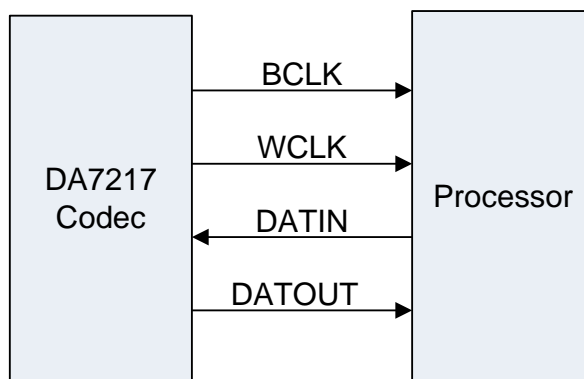 BCLK
WCLK
DA7217
Codec
Processor
DATIN
DATOUT